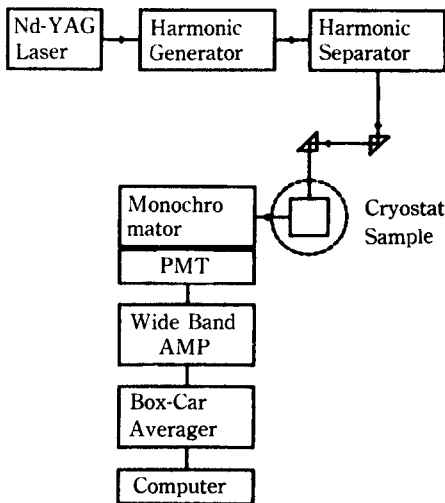 Nd-YAG
Laser
Harmonic
Generator
Harmonic
Separator
Monochro
mator
PMT
Cryostat
Sample
Wide Band
AMP
Box-Car
Averager
Computer